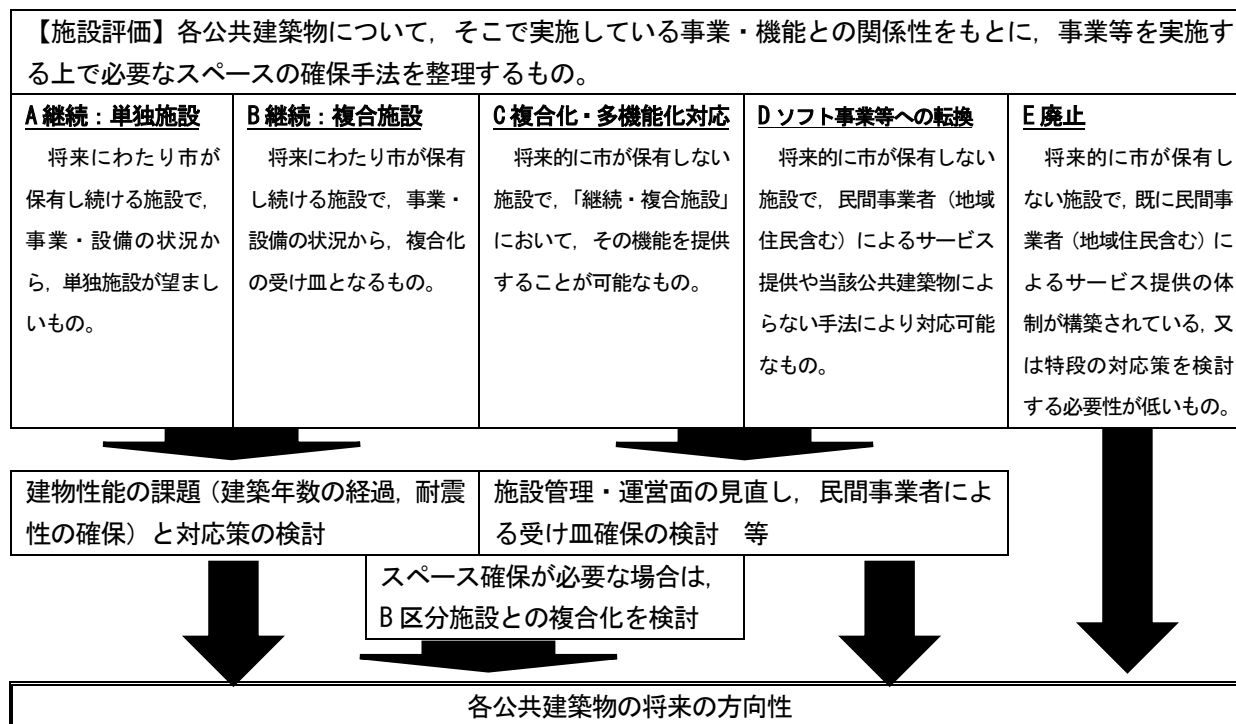 【施設評価】各公共建築物について，そこで実施している事業・機能との関係性をもとに，事業等を実施す
る上で必要なスペースの確保手法を整理するもの。
A 継続：単独施設
将来にわたり市が
保有し続ける施設で，
事業・設備の状況か
ら，単独施設が望まし
いもの。
B 継続：複合施設
将来にわたり市が保有
し続ける施設で，事業・
設備の状況から，複合化
の受け皿となるもの。
C 複合化・多機能化対応
将来的に市が保有しない
施設で，「継続・複合施設」
において，その機能を提供
することが可能なもの。
D ソフト事業等への転換
将来的に市が保有しない
施設で，民間事業者（地域
住民含む）によるサービス
提供や当該公共建築物によ
らない手法により対応可能
なもの。
E 廃止
将来的に市が保有し
ない施設で，既に民間事
業者（地域住民含む）に
よるサービス提供の体
制が構築されている，又
は特段の対応策を検討
する必要性が低いもの。
建物性能の課題（建築年数の経過，耐震
性の確保）と対応策の検討
施設管理・運営面の見直し，民間事業者によ
る受け皿確保の検討　等
スペース確保が必要な場合は，
B 区分施設との複合化を検討
各公共建築物の将来の方向性